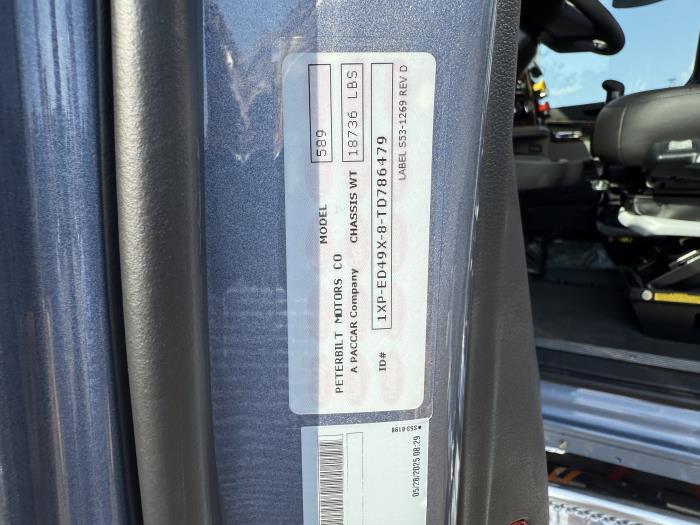 PETERBILT MOTORS CO MODEL 589
A PACCAR Company CHASSIS WT 18736 LBS
ID# 1XP-ED49X-8-TD786479
LABEL S53-1269 REV D
•S53-6198
05/28/2025 08:29